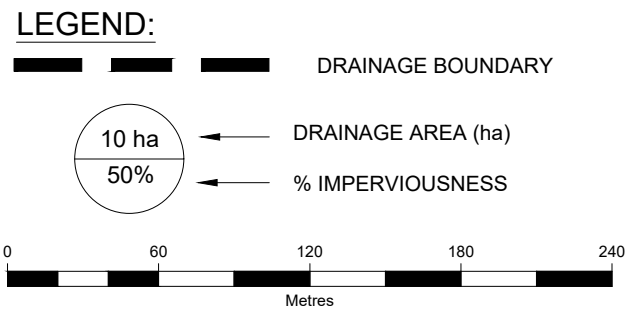 LEGEND:
DRAINAGE BOUNDARY
10 ha
DRAINAGE AREA (ha)
50%
% IMPERVIOUSNESS
0 60 120 180 240
Metres